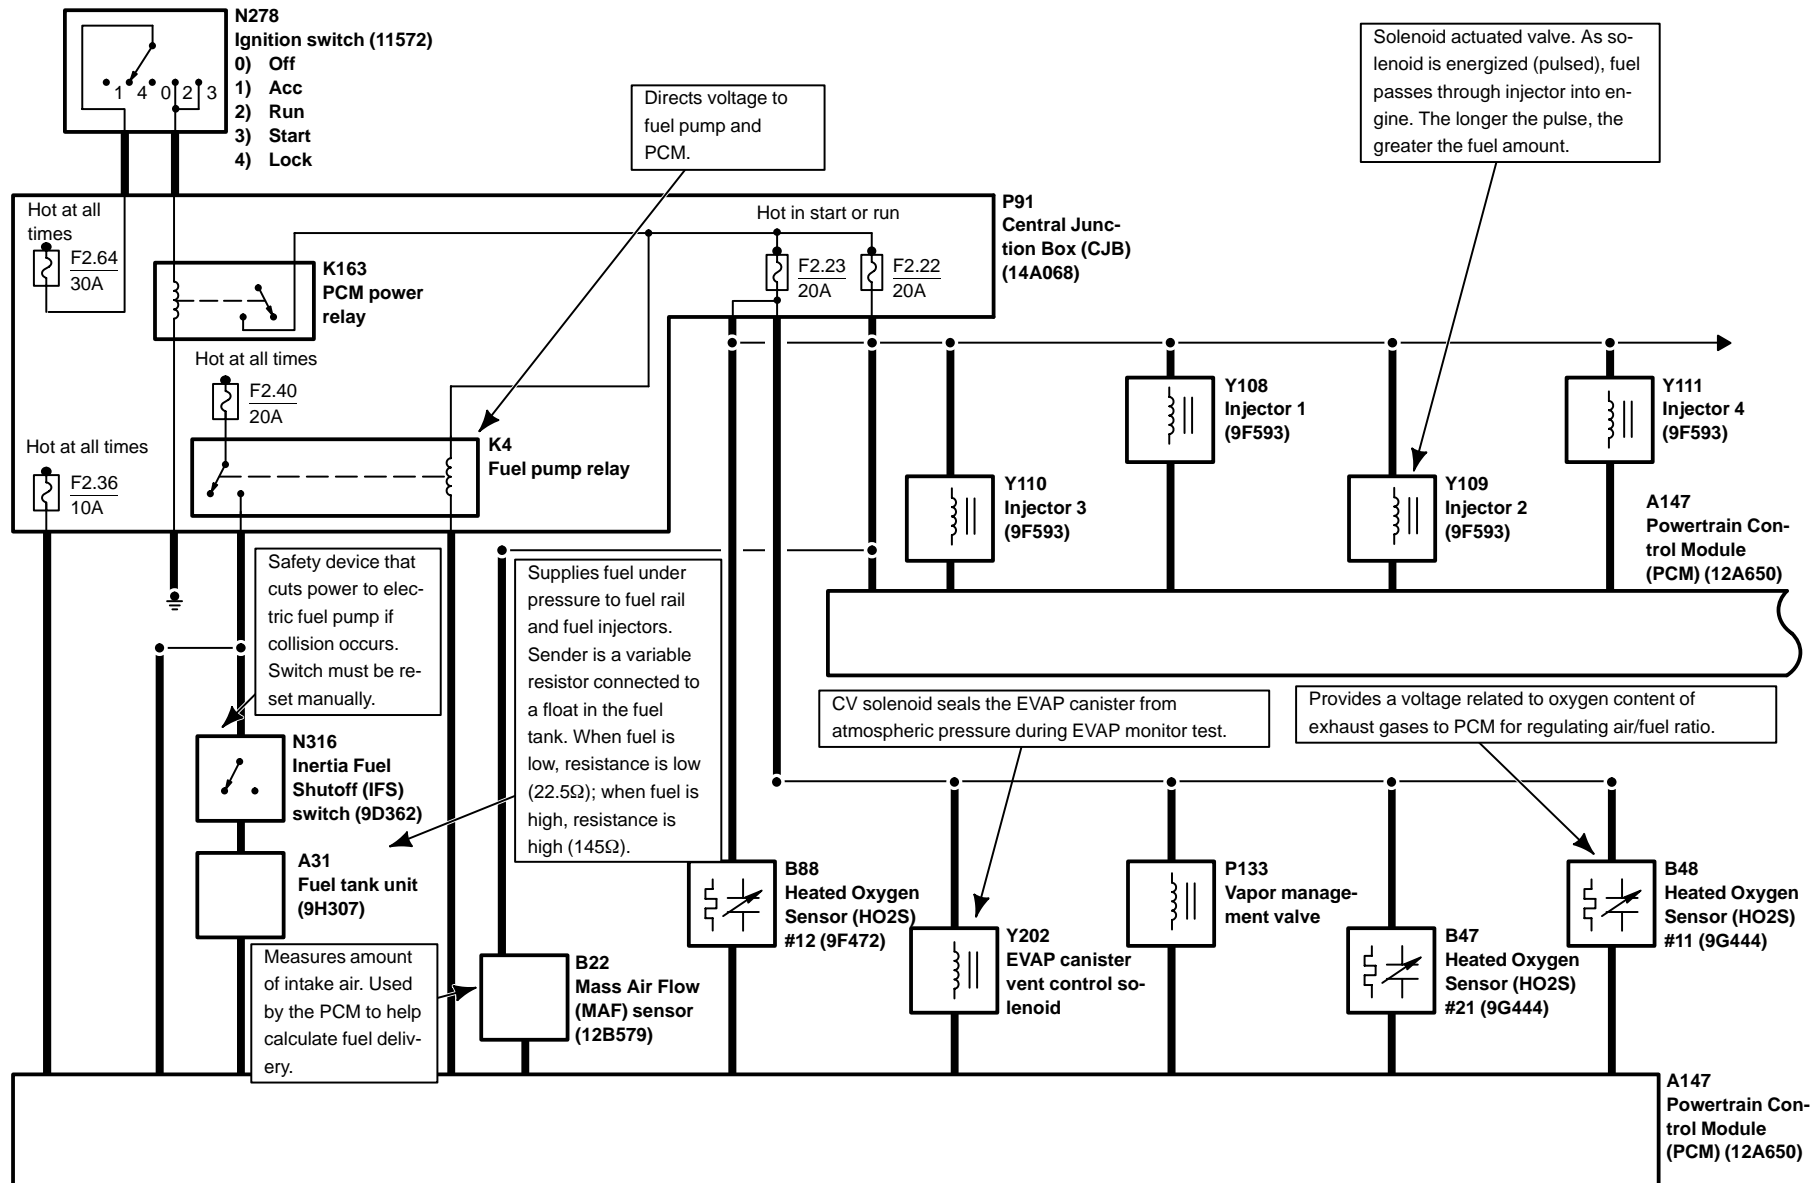 N278
Ignition switch (11572)
0) Off
1) Acc
2) Run
3) Start
4) Lock
1 4 0 2 3
Directs voltage to
fuel pump and
PCM.
Solenoid actuated valve. As so-
lenoid is energized (pulsed), fuel
passes through injector into en-
gine. The longer the pulse, the
greater the fuel amount.
Hot at all
times
F2.64
30A
K163
PCM power
relay
Hot in start or run
F2.23
20A
F2.22
20A
P91
Central Junc-
tion Box (CJB)
(14A068)
Hot at all times
F2.40
20A
Hot at all times
F2.36
10A
K4
Fuel pump relay
Y110
Injector 3
(9F593)
Y108
Injector 1
(9F593)
Y109
Injector 2
(9F593)
Y111
Injector 4
(9F593)
A147
Powertrain Con-
trol Module
(PCM) (12A650)
Safety device that
cuts power to elec-
tric fuel pump if
collision occurs.
Switch must be re-
set manually.
Supplies fuel under
pressure to fuel rail
and fuel injectors.
Sender is a variable
resistor connected to
a float in the fuel
tank. When fuel is
low, resistance is low
(22.5Ω); when fuel is
high, resistance is
high (145Ω).
CV solenoid seals the EVAP canister from
atmospheric pressure during EVAP monitor test.
Provides a voltage related to oxygen content of
exhaust gases to PCM for regulating air/fuel ratio.
N316
Inertia Fuel
Shutoff (IFS)
switch (9D362)
A31
Fuel tank unit
(9H307)
Measures amount
of intake air. Used
by the PCM to help
calculate fuel deliv-
ery.
B22
Mass Air Flow
(MAF) sensor
(12B579)
B88
Heated Oxygen
Sensor (HO2S)
#12 (9F472)
Y202
EVAP canister
vent control so-
lenoid
P133
Vapor manage-
ment valve
B47
Heated Oxygen
Sensor (HO2S)
#21 (9G444)
B48
Heated Oxygen
Sensor (HO2S)
#11 (9G444)
A147
Powertrain Con-
trol Module
(PCM) (12A650)